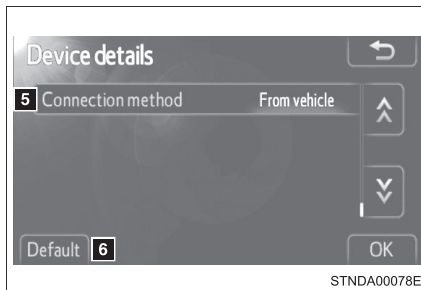 Device details
5 Connection method From vehicle
Default 6 OK
STNDA00078E